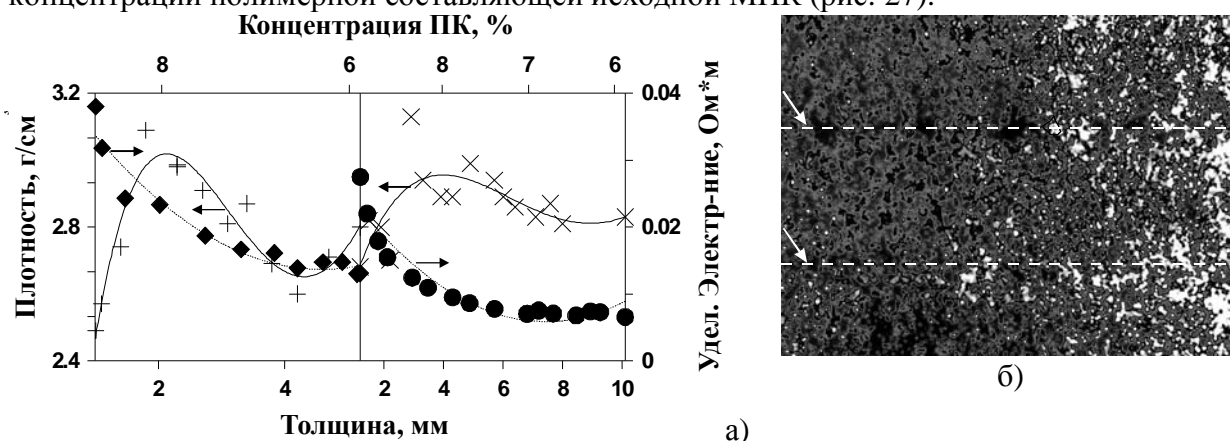 концентрации полимерной составляющей исходной МПК (рис. 27).
Концентрация ПК, %
8 6 8 7 6
3.2 0.04
Плотность, г/см³
2.8 0.02
2.4 0
Удел. Электр-ние, Ом*м
2 4 2 4 6 8 10
Толщина, мм
а)
б)